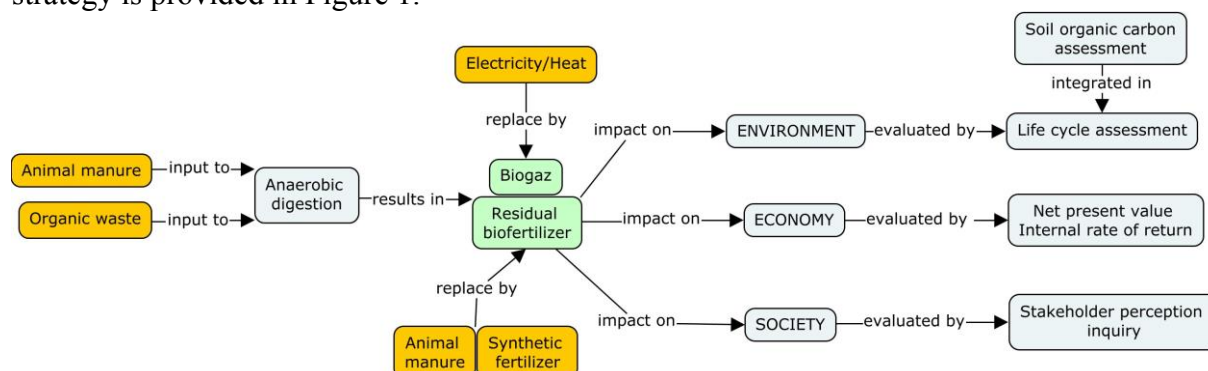 strategy is provided in Figure 1.
Soil organic carbon
assessment
integrated in
Electricity/Heat
replace by
impact on
ENVIRONMENT
evaluated by
Life cycle assessment
Animal manure
input to
Organic waste
input to
Anaerobic
digestion
results in
Biogaz
Residual
biofertilizer
impact on
ECONOMY
evaluated by
Net present value
Internal rate of return
replace by
Animal
manure
Synthetic
fertilizer
impact on
SOCIETY
evaluated by
Stakeholder perception
inquiry